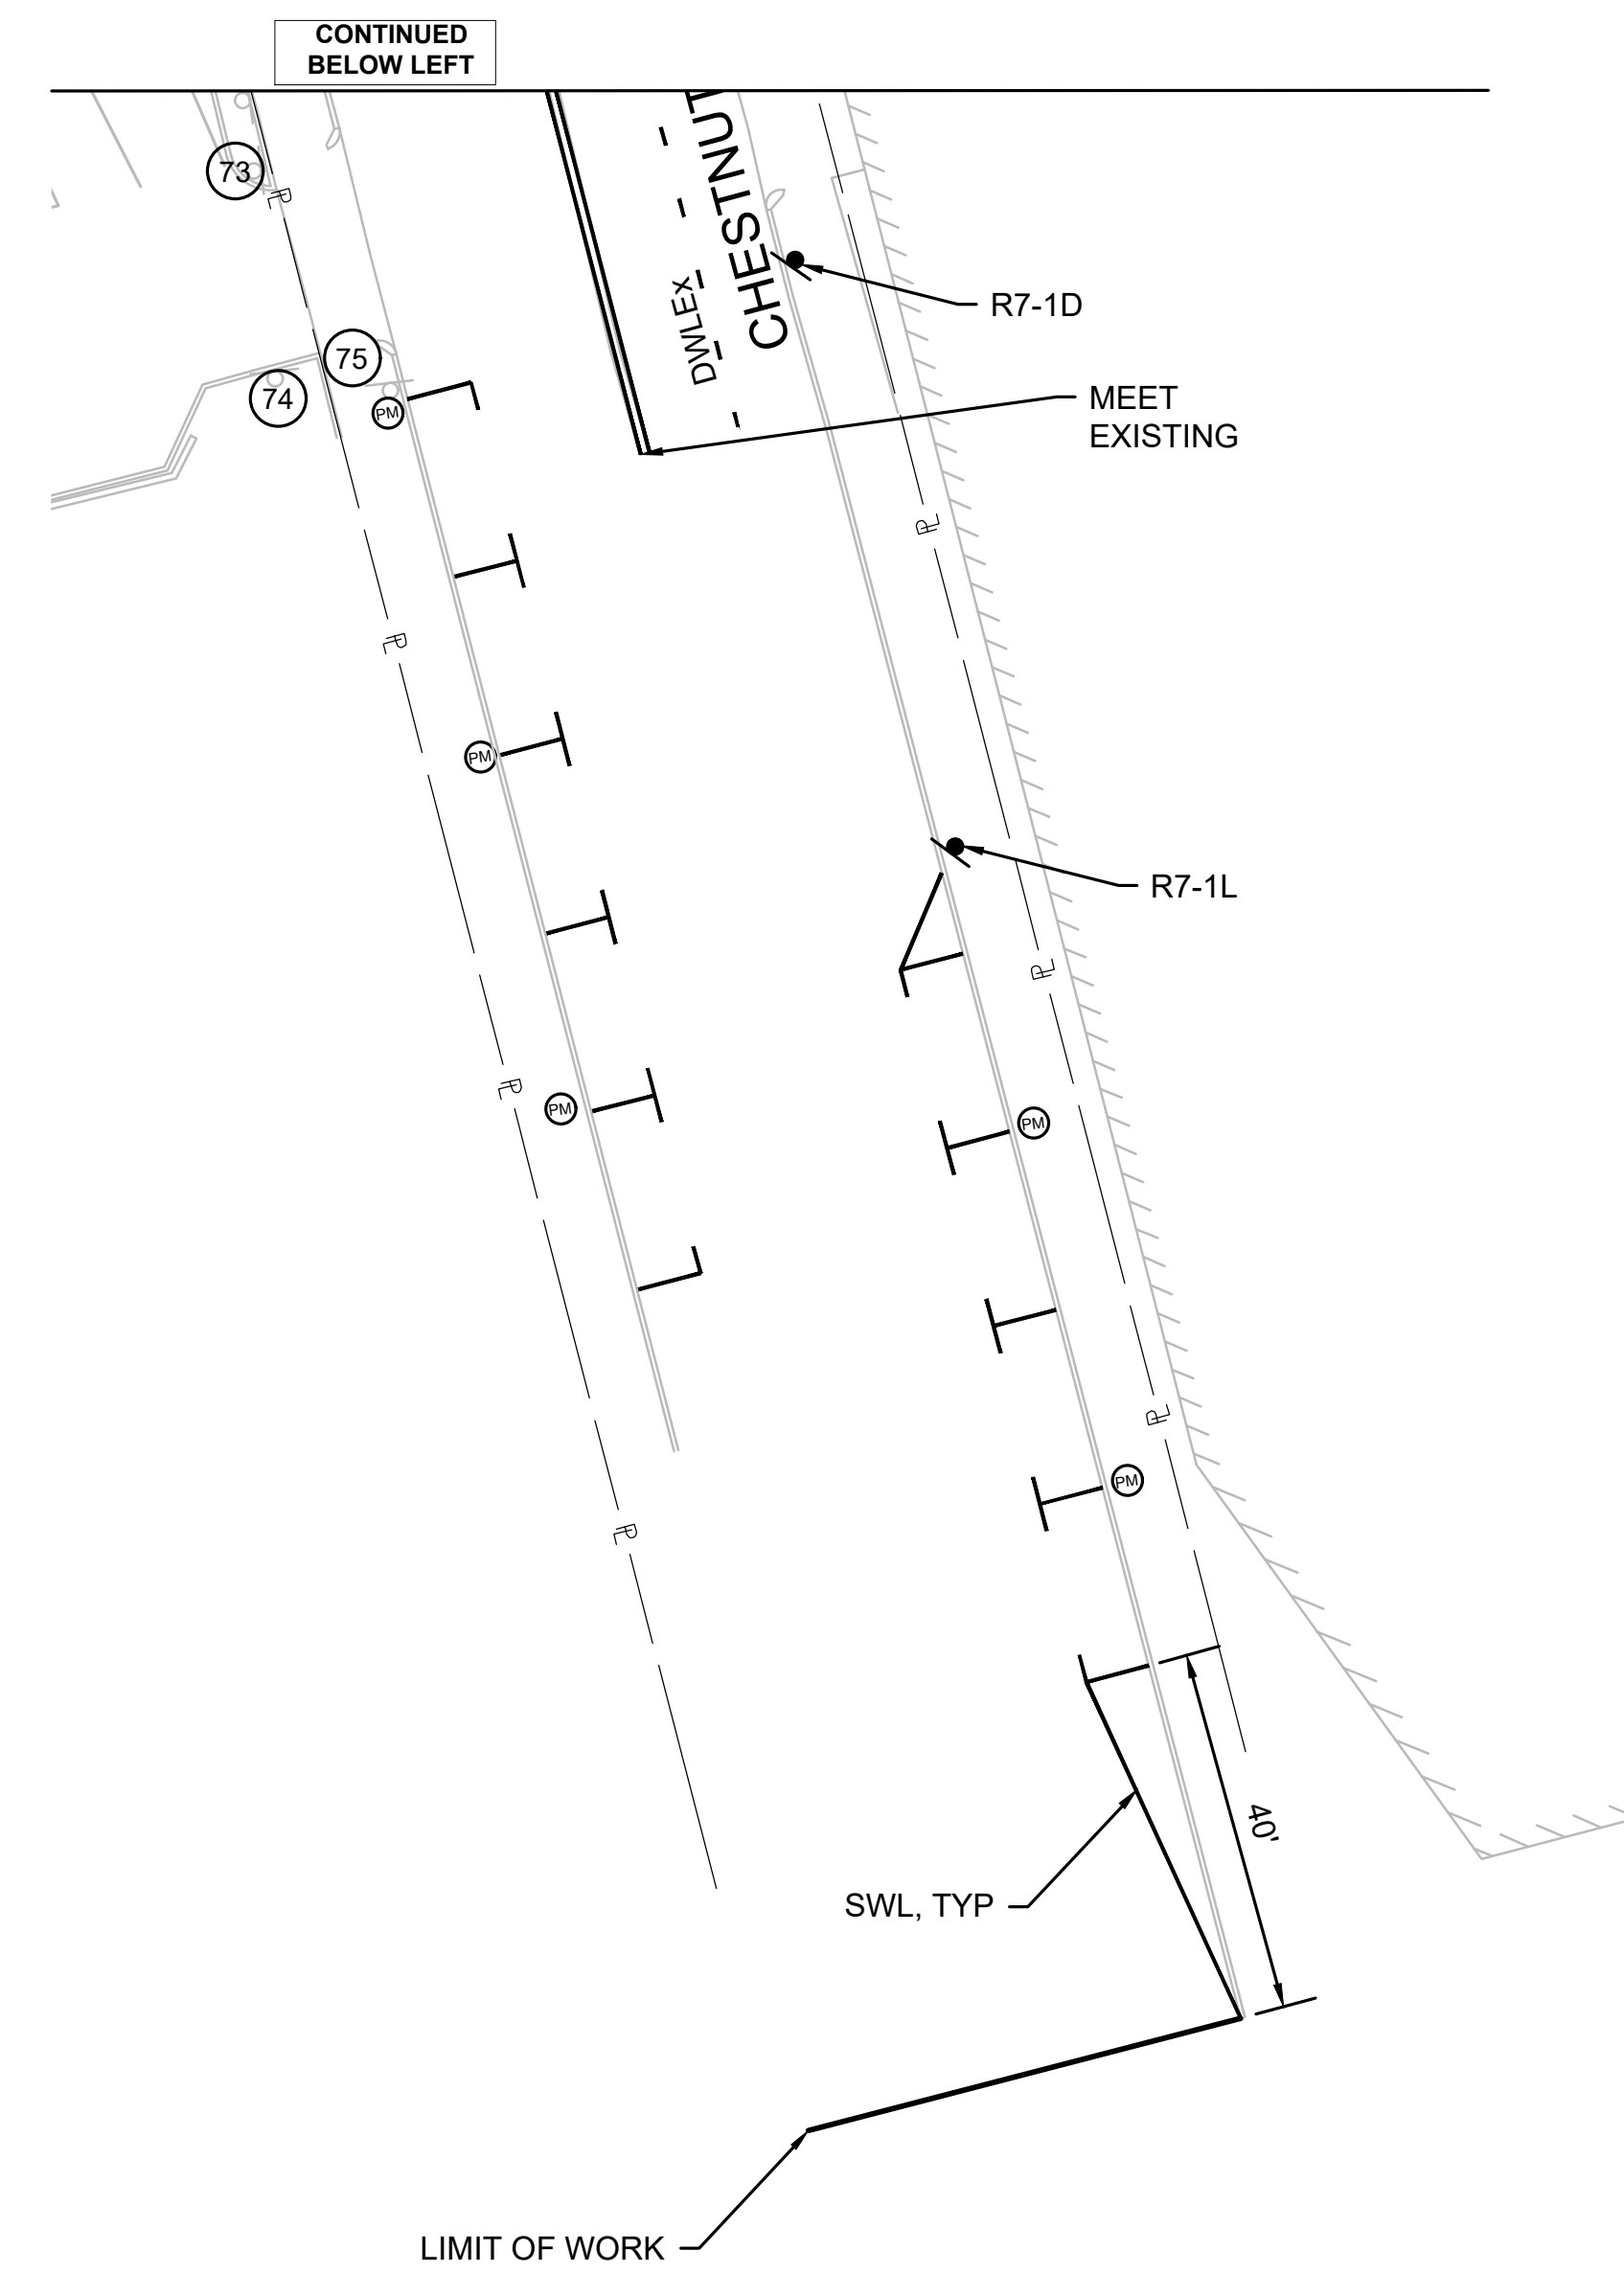 CONTINUED
BELOW LEFT
CHESTNUT
73
PL
R7-1D
DWLEx
75
74
PM
MEET
EXISTING
PL
PL
PM
R7-1L
PL
PL
PM
PM
PL
PM
PL
40'
SWL, TYP
LIMIT OF WORK